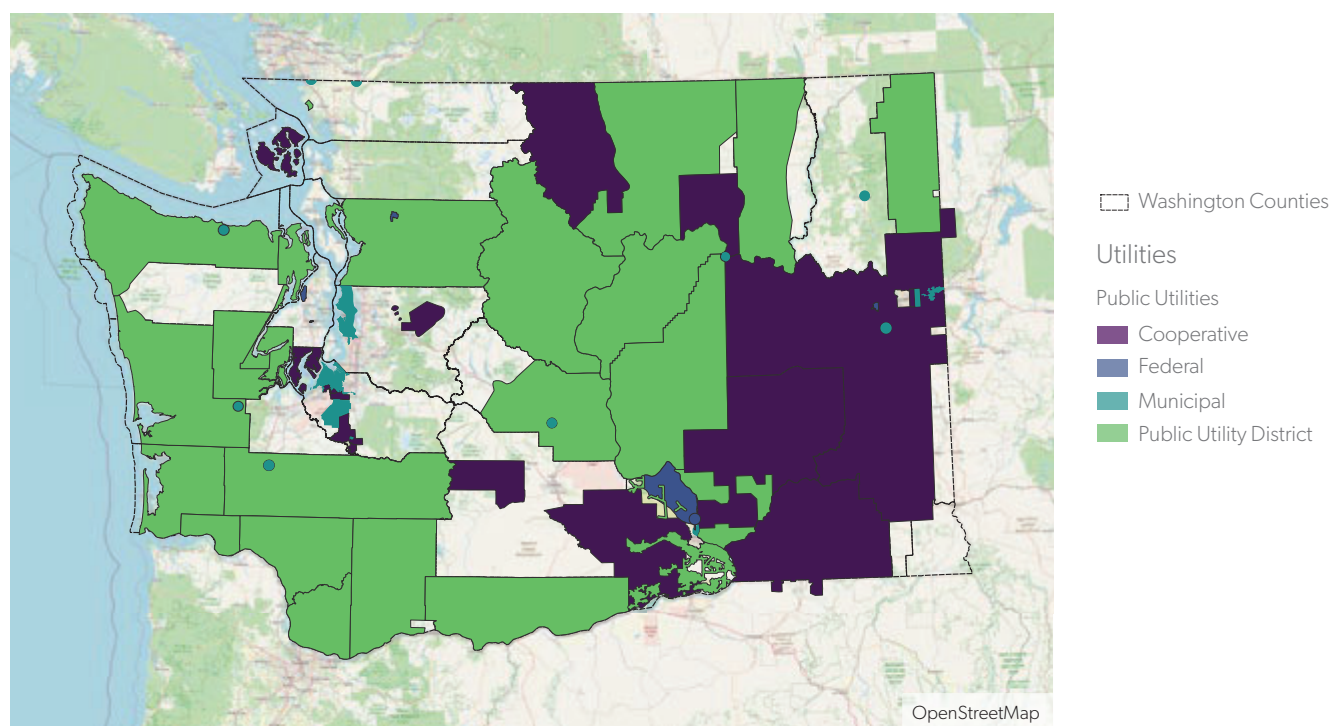 Washington Counties
Utilities
Public Utilities
Cooperative
Federal
Municipal
Public Utility District
OpenStreetMap